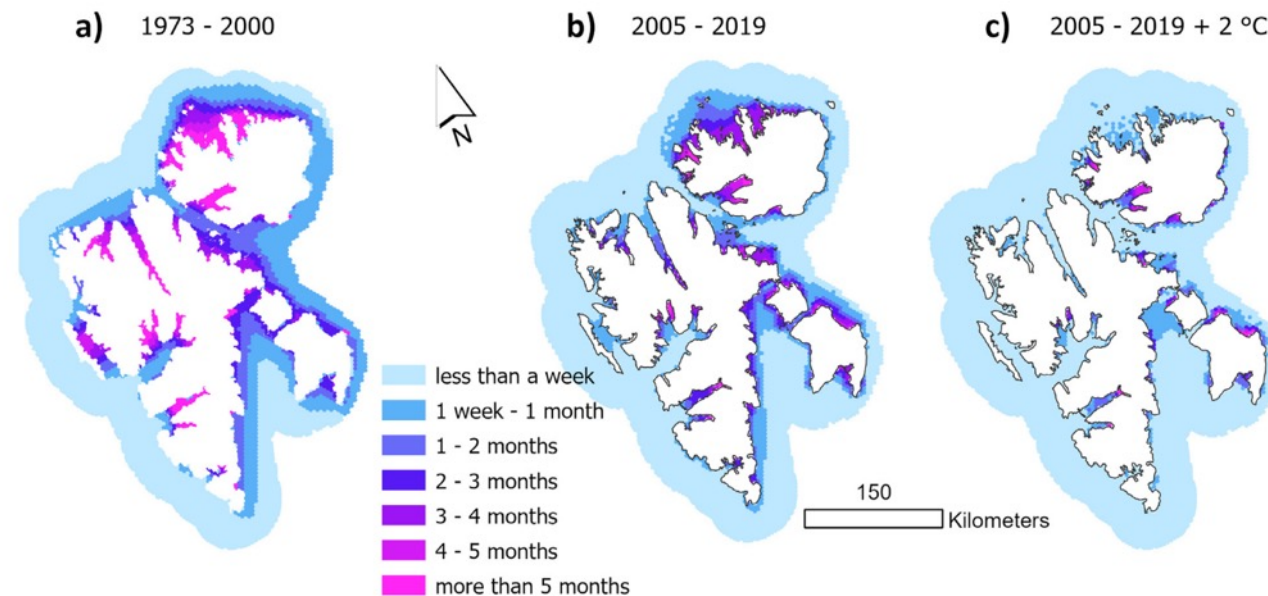 a) 1973 - 2000
b) 2005 - 2019
c) 2005 - 2019 + 2 °C
N
less than a week
1 week - 1 month
1 - 2 months
2 - 3 months
3 - 4 months
4 - 5 months
more than 5 months
150
Kilometers